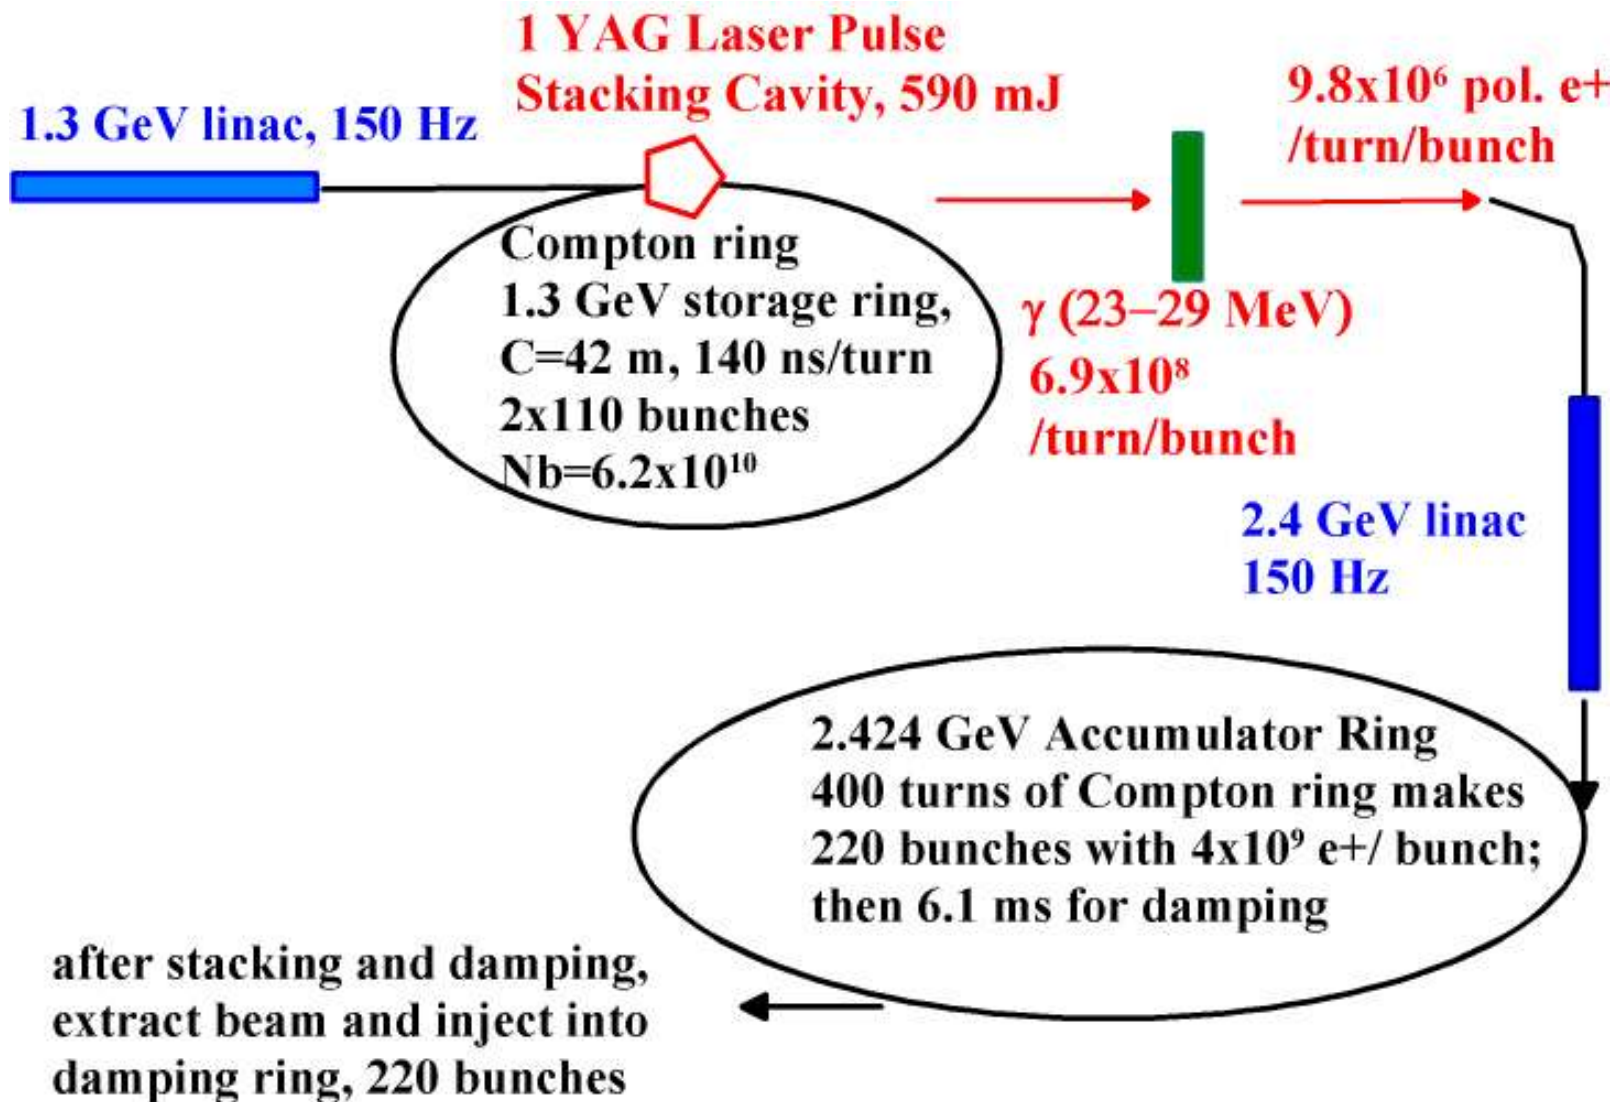 1 YAG Laser Pulse
Stacking Cavity, 590 mJ
1.3 GeV linac, 150 Hz
9.8x10⁶ pol. e+
/turn/bunch
Compton ring
1.3 GeV storage ring,
C=42 m, 140 ns/turn
2x110 bunches
Nb=6.2x10¹⁰
γ (23–29 MeV)
6.9x10⁸
/turn/bunch
2.4 GeV linac
150 Hz
2.424 GeV Accumulator Ring
400 turns of Compton ring makes
220 bunches with 4x10⁹ e+/ bunch;
then 6.1 ms for damping
after stacking and damping,
extract beam and inject into
damping ring, 220 bunches